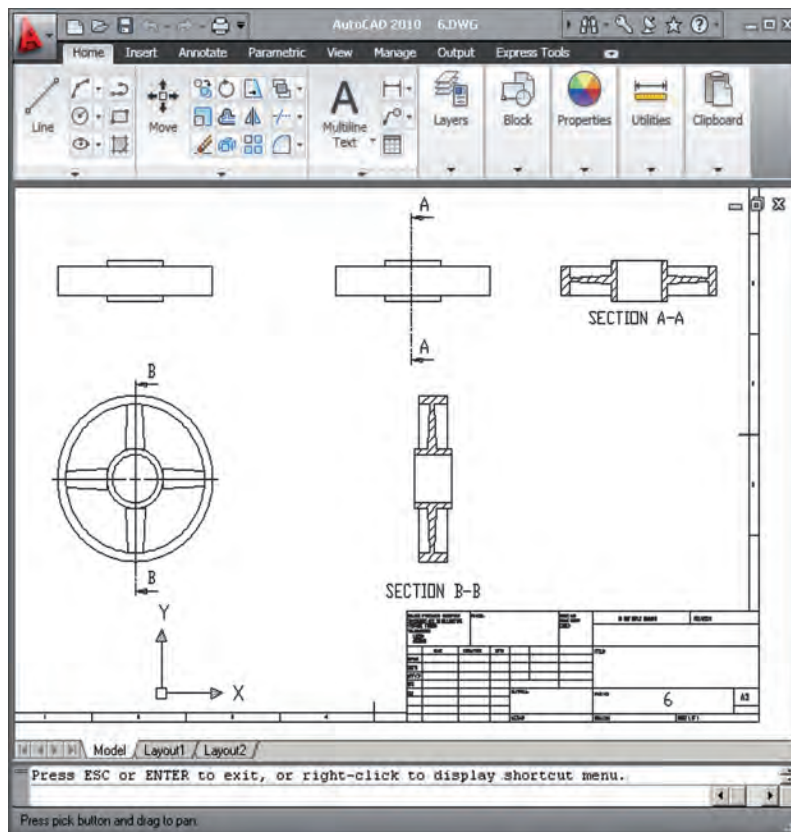 AutoCAD 2010 6.DWG
Home Insert Annotate Parametric View Manage Output Express Tools
Line
Move
A
Multiline
Text
Layers
Block
Properties
Utilities
Clipboard
A
A
SECTION A-A
B
B
SECTION B-B
Y
X
TITLE:
6
A3
Model Layout1 Layout2
Press ESC or ENTER to exit, or right-click to display shortcut menu.
Press pick button and drag to pan.